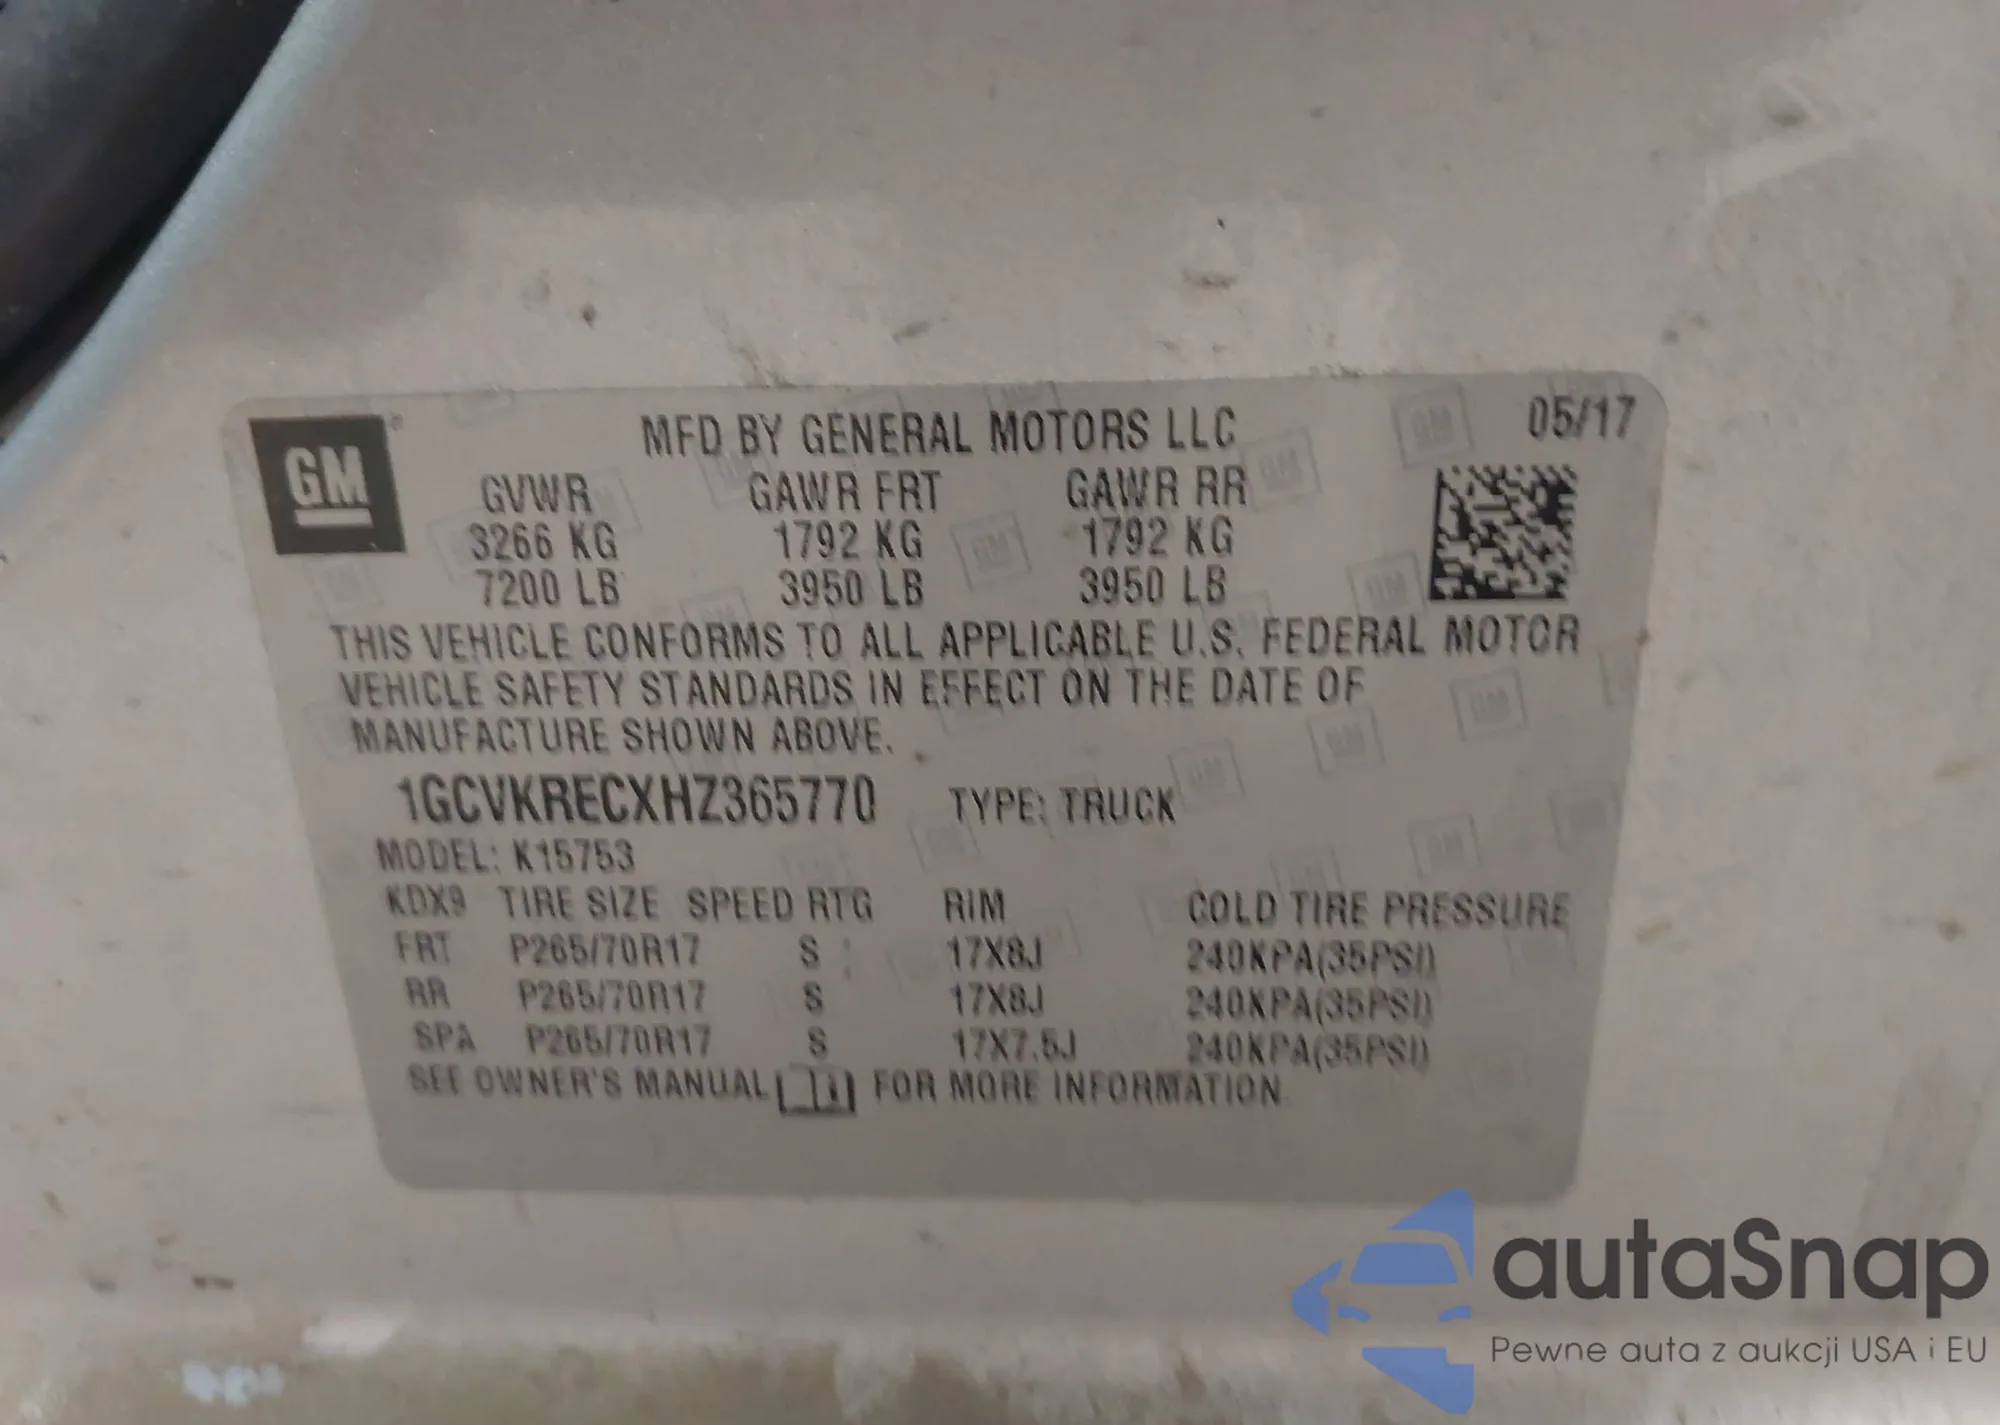 GM
MFD BY GENERAL MOTORS LLC 05/17
GVWR GAWR FRT GAWR RR
3266 KG 1792 KG 1792 KG
7200 LB 3950 LB 3950 LB
THIS VEHICLE CONFORMS TO ALL APPLICABLE U.S. FEDERAL MOTOR
VEHICLE SAFETY STANDARDS IN EFFECT ON THE DATE OF
MANUFACTURE SHOWN ABOVE.
1GCVKRECXHZ365770 TYPE: TRUCK
MODEL: K15753
KDX9 TIRE SIZE SPEED RTG RIM COLD TIRE PRESSURE
FRT P265/70R17 S 17X8J 240KPA(35PSI)
RR P265/70R17 S 17X8J 240KPA(35PSI)
SPA P265/70R17 S 17X7.5J 240KPA(35PSI)
SEE OWNER'S MANUAL FOR MORE INFORMATION.
autaSnap
Pewne auta z aukcji USA i EU